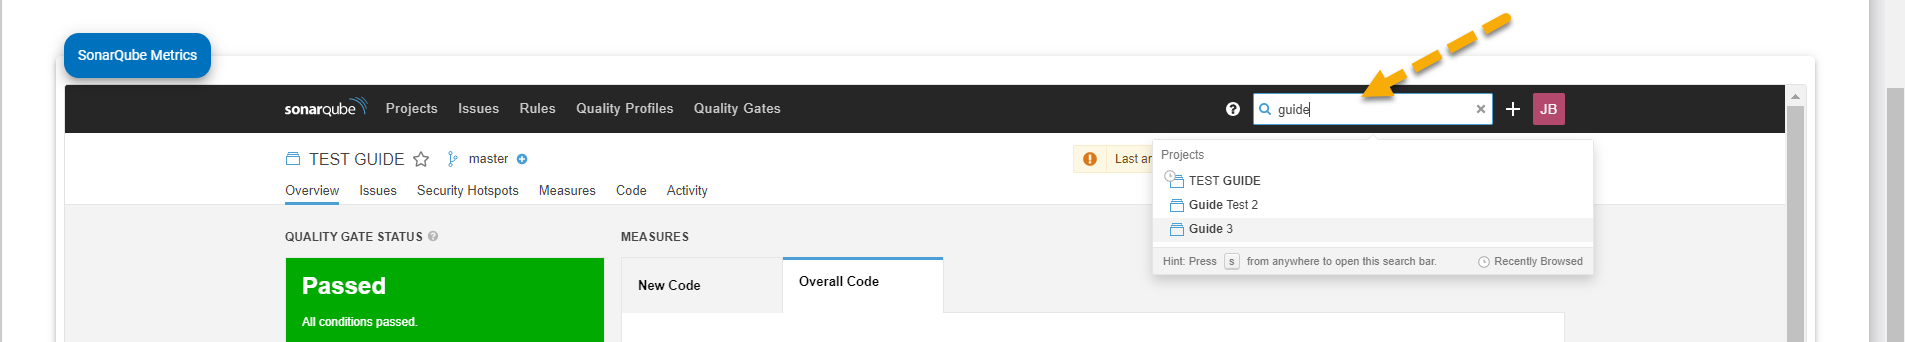 SonarQube Metrics
sonarqube Projects Issues Rules Quality Profiles Quality Gates ? guide × + JB
TEST GUIDE master
Last ar
Overview Issues Security Hotspots Measures Code Activity
Projects
TEST GUIDE
Guide Test 2
Guide 3
Hint: Press s from anywhere to open this search bar. Recently Browsed
QUALITY GATE STATUS ?
MEASURES
Passed
All conditions passed.
New Code
Overall Code